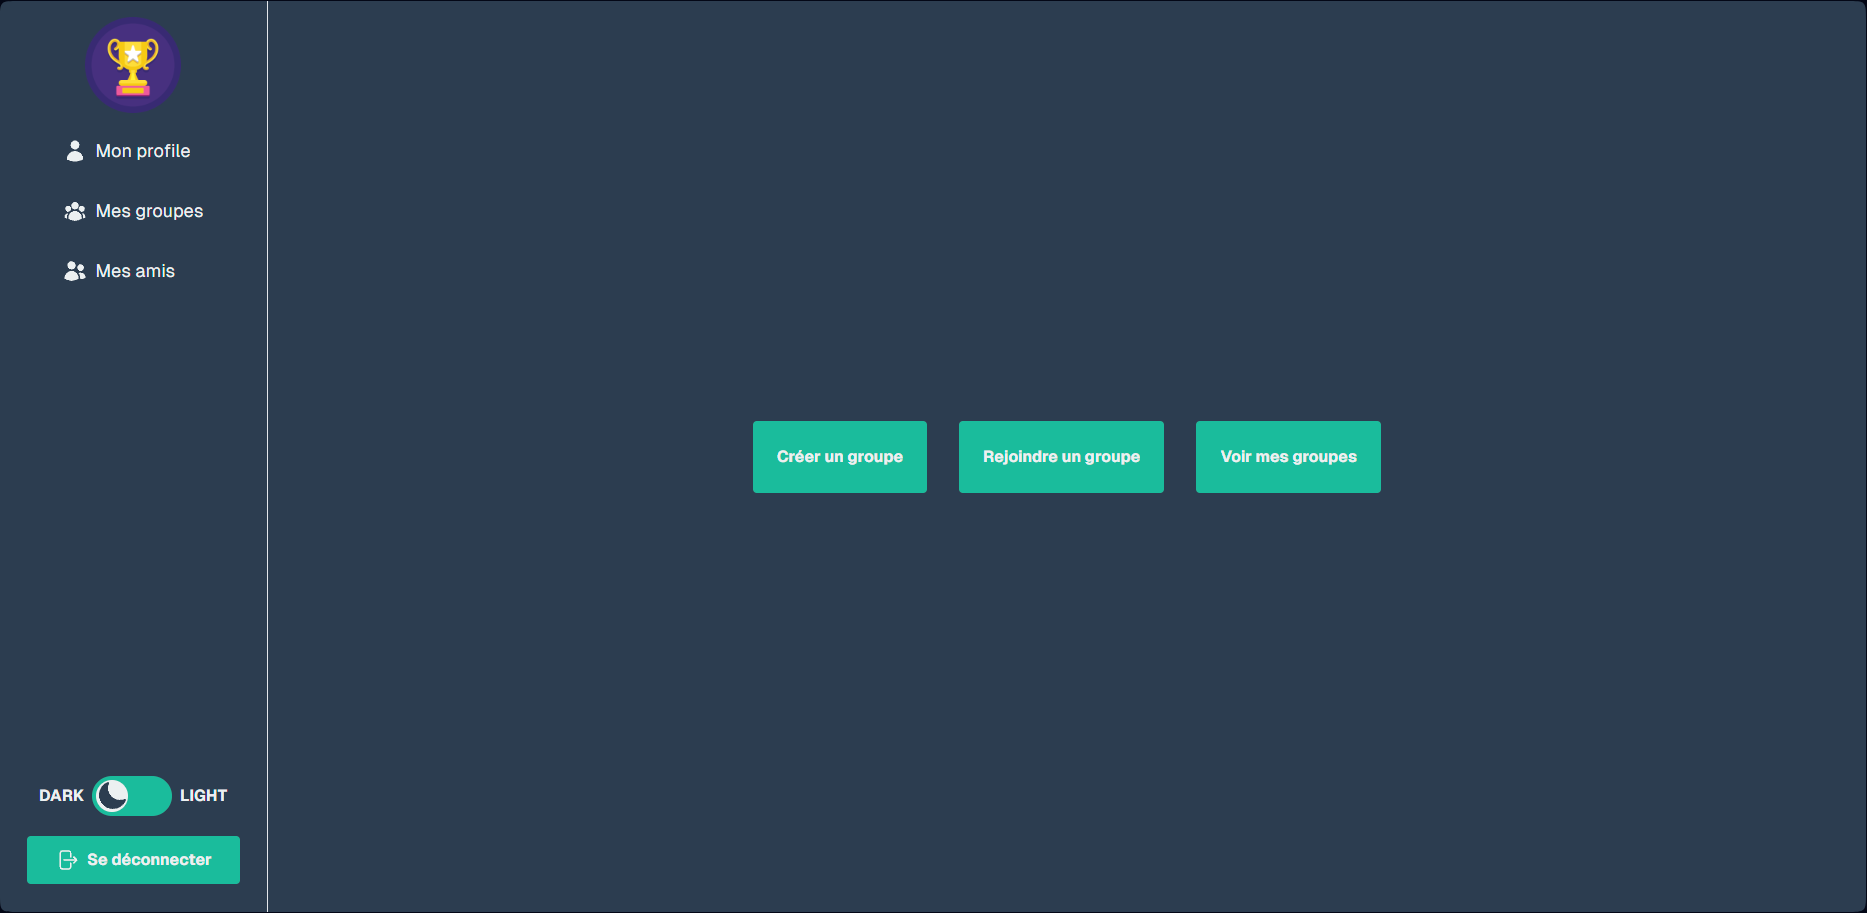 Mon profile
Mes groupes
Mes amis
Créer un groupe
Rejoindre un groupe
Voir mes groupes
DARK
LIGHT
Se déconnecter